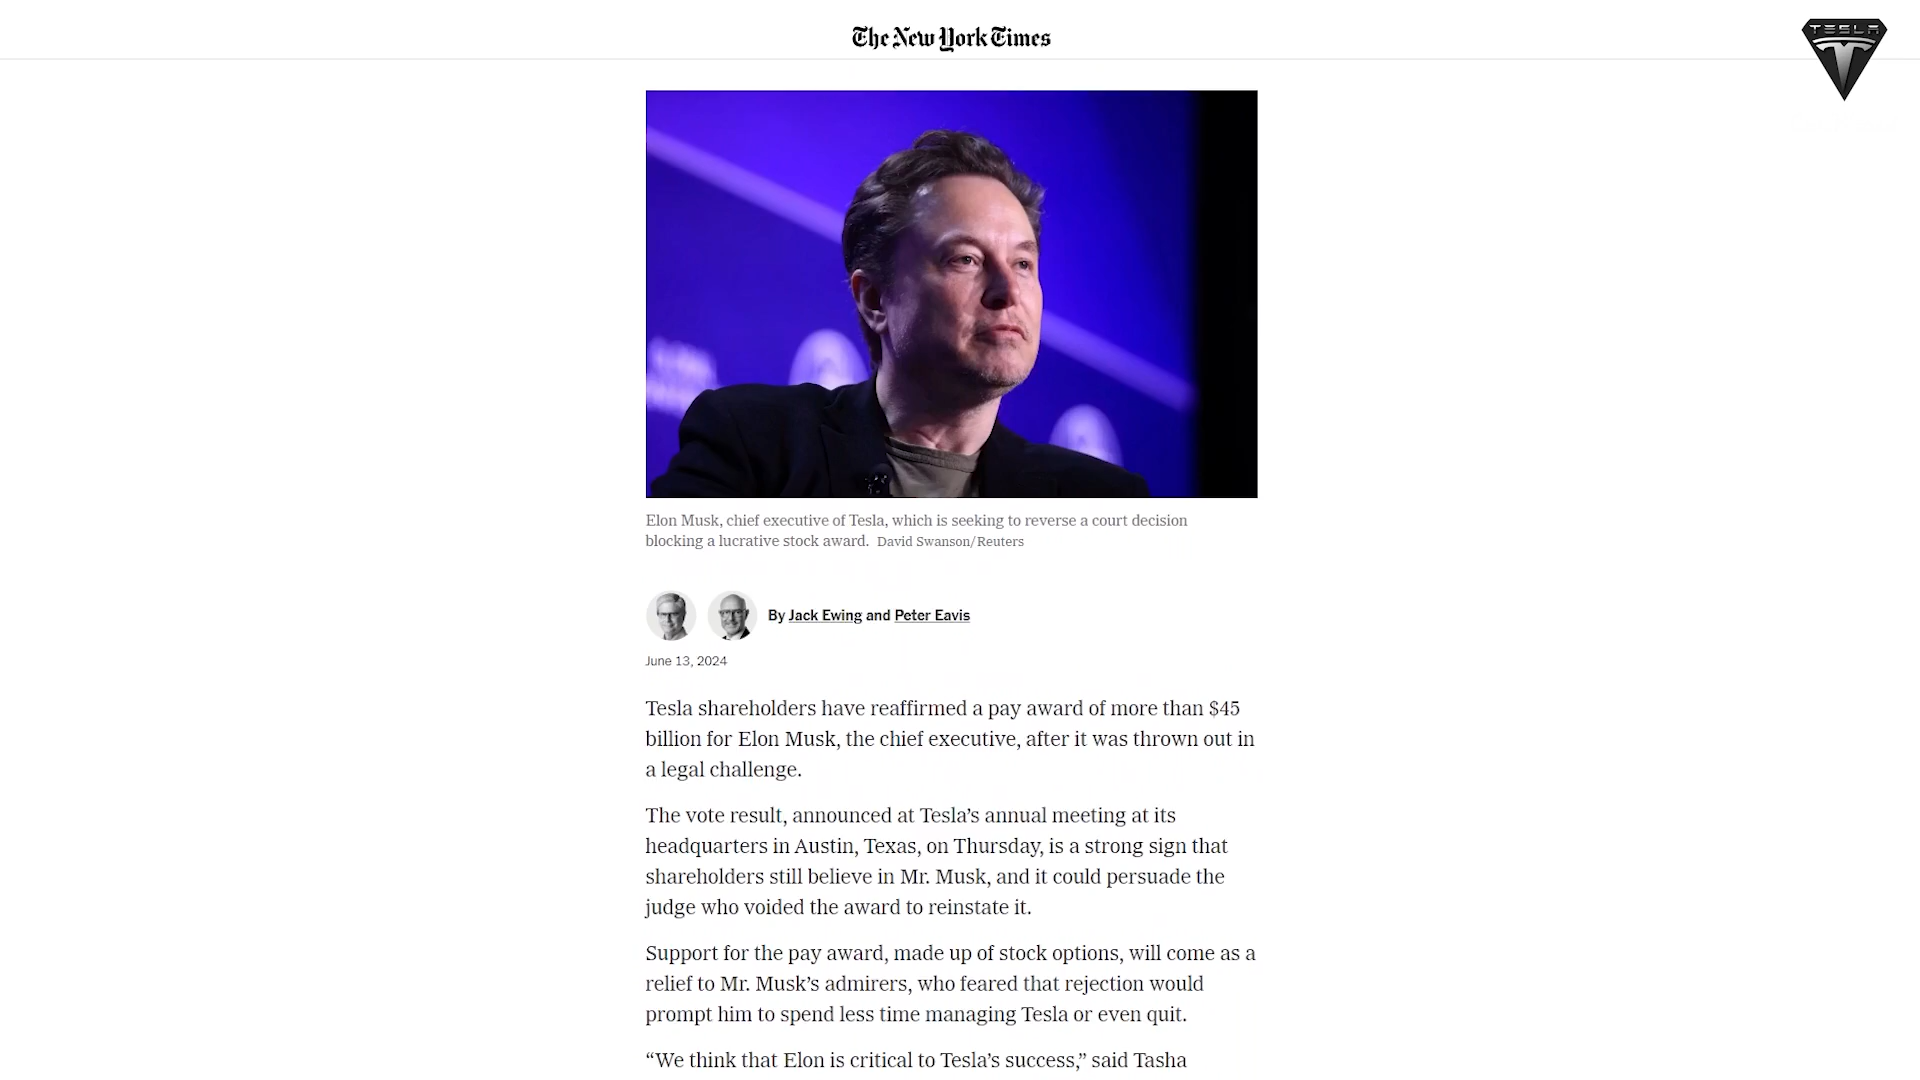 The New York Times
TESLA
Elon Musk, chief executive of Tesla, which is seeking to reverse a court decision
blocking a lucrative stock award. David Swanson/Reuters
By Jack Ewing and Peter Eavis
June 13, 2024
Tesla shareholders have reaffirmed a pay award of more than $45
billion for Elon Musk, the chief executive, after it was thrown out in
a legal challenge.
The vote result, announced at Tesla’s annual meeting at its
headquarters in Austin, Texas, on Thursday, is a strong sign that
shareholders still believe in Mr. Musk, and it could persuade the
judge who voided the award to reinstate it.
Support for the pay award, made up of stock options, will come as a
relief to Mr. Musk’s admirers, who feared that rejection would
prompt him to spend less time managing Tesla or even quit.
“We think that Elon is critical to Tesla’s success,” said Tasha